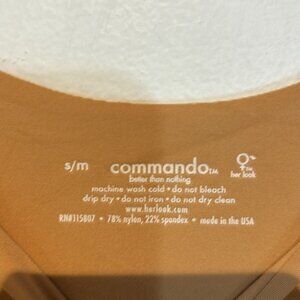 s/m commando™ ♀™
better than nothing her look
machine wash cold • do not bleach
drip dry • do not iron • do not dry clean
www.herlook.com
RN#115807 • 78% nylon, 22% spandex • made in the USA